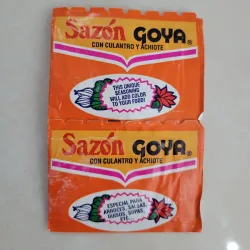 Sazón GOYA®
CON CULANTRO Y ACHIOTE
THIS UNIQUE
SEASONING
WILL ADD COLOR
TO YOUR FOOD!
Sazón GOYA®
CON CULANTRO Y ACHIOTE
ESPECIAL PARA
ARROCES, SALSAS,
GUISOS, SOPAS,
ETC.